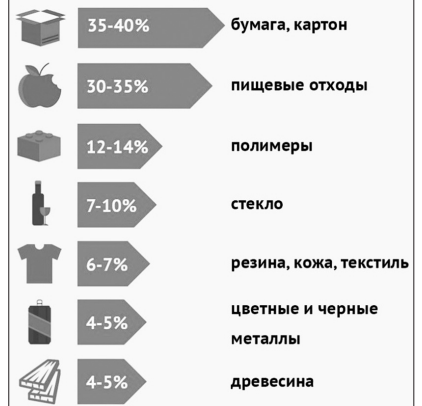 35-40% бумага, картон
30-35% пищевые отходы
12-14% полимеры
7-10% стекло
6-7% резина, кожа, текстиль
4-5% цветные и черные
металлы
4-5% древесина